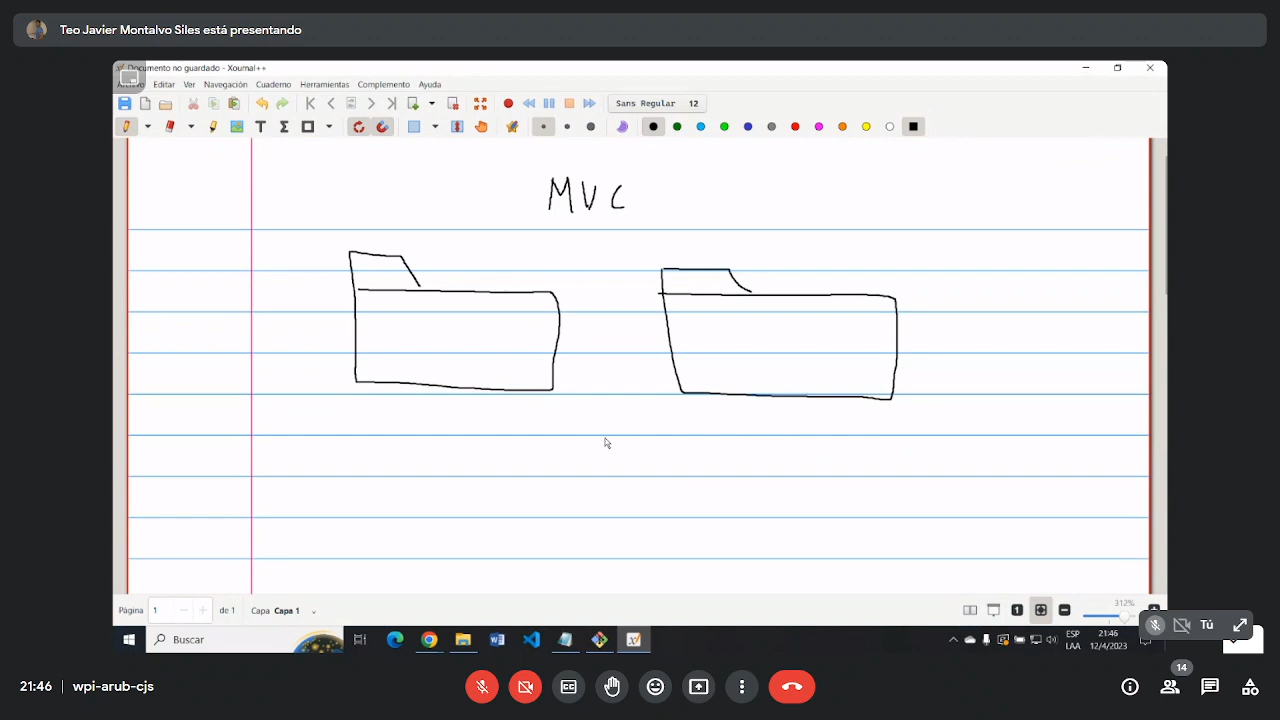 Teo Javier Montalvo Siles está presentando
Documento no guardado - Xournal++
Editar Ver Navegación Cuaderno Herramientas Complemento Ayuda
Sans Regular 12
MVC
Página 1 de 1 Capa Capa 1
312%
Buscar
ESP
LAA
21:46
12/4/2023
Tú
14
21:46 wpi-arub-cjs